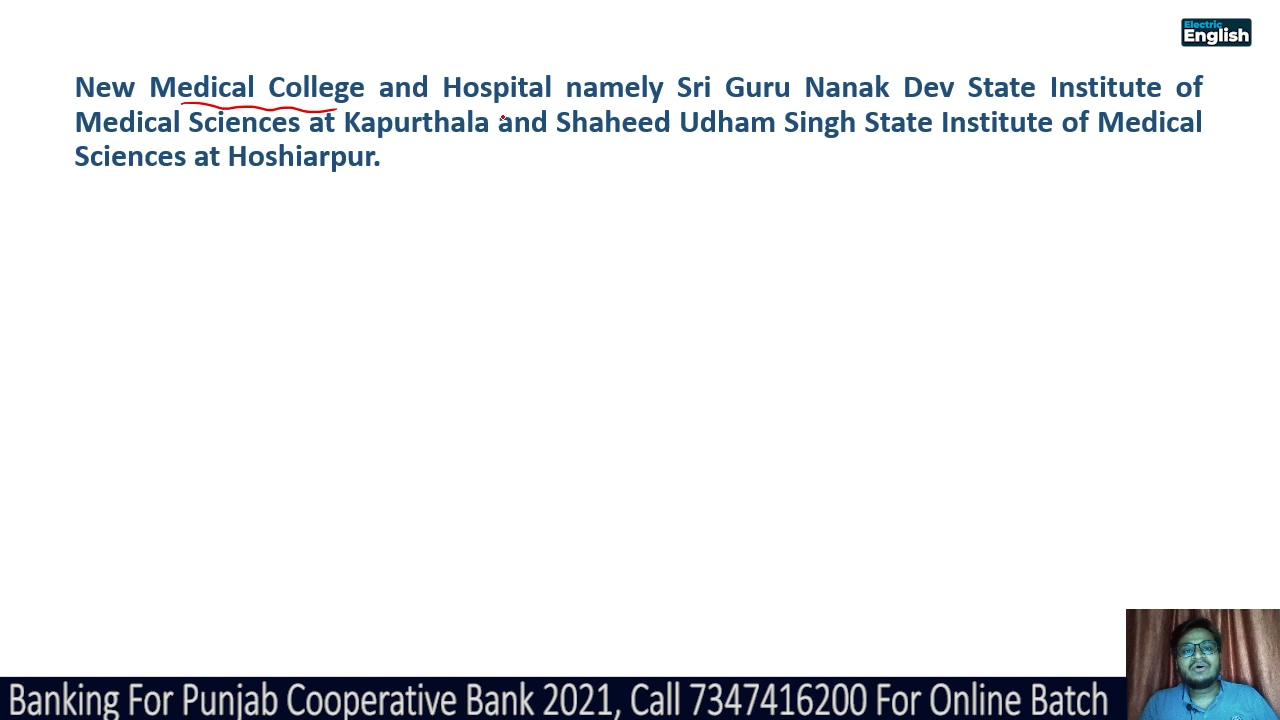 Electric
English
New Medical College and Hospital namely Sri Guru Nanak Dev State Institute of
Medical Sciences at Kapurthala and Shaheed Udham Singh State Institute of Medical
Sciences at Hoshiarpur.
Banking For Punjab Cooperative Bank 2021, Call 7347416200 For Online Batch